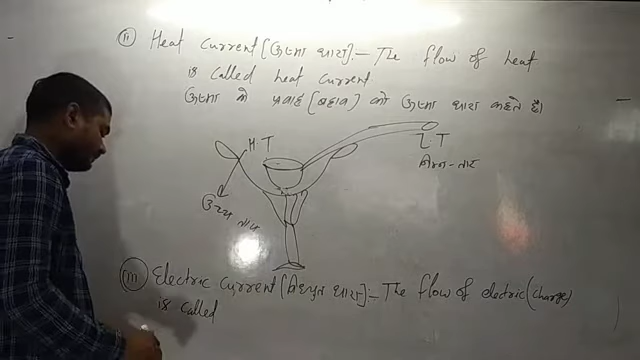 (ii) Heat Current [ऊष्मा धारा]:- The flow of heat
is called heat current
ऊष्मा के प्रवाह [बहाव] को ऊष्मा धारा कहते है।
H T
L T
निम्न-ताप
उच्च ताप
(iii) Electric Current [विधुत धारा]:- The flow of electric (charge)
is called